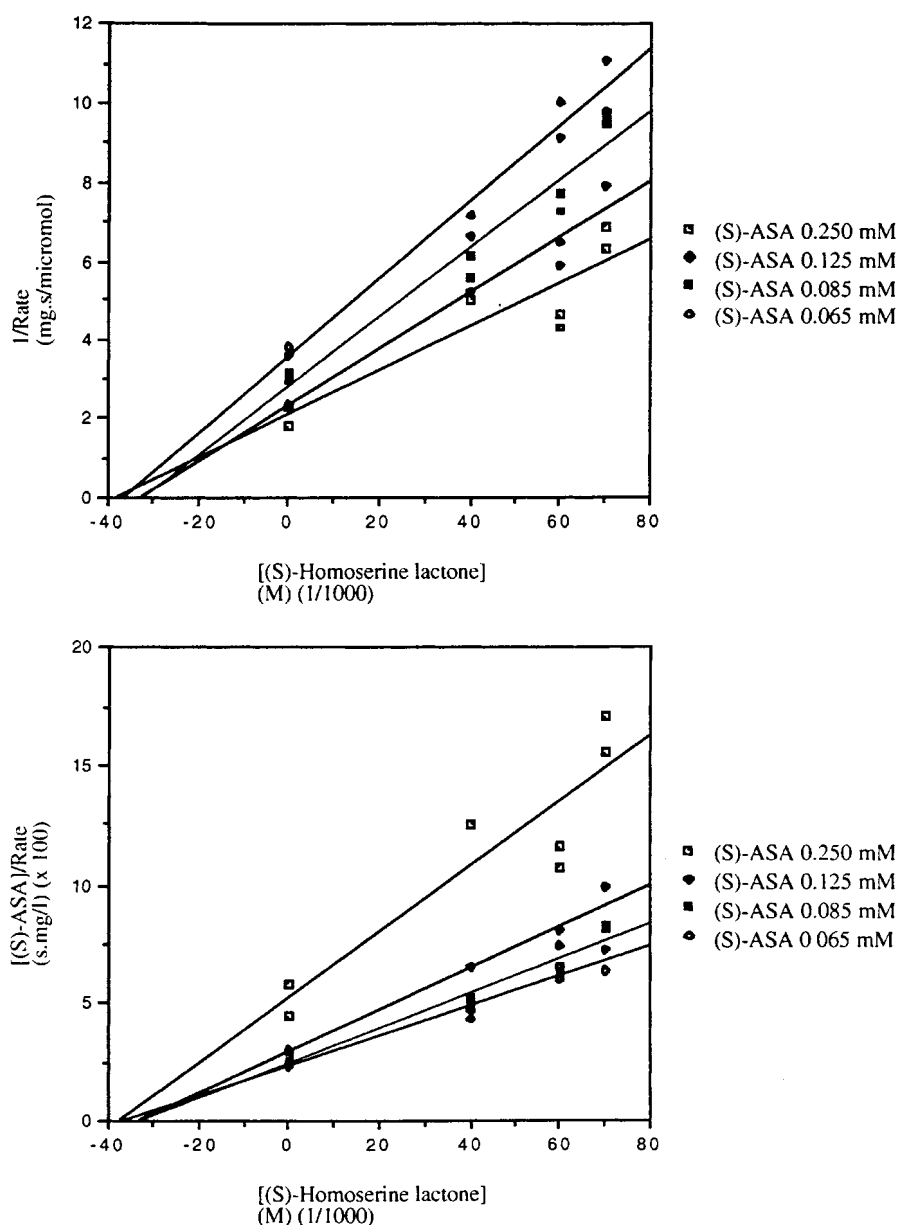 12
10
8
6
4
2
0
1/Rate
(mg.s/micromol)
-40 -20 0 20 40 60 80
[(S)-Homoserine lactone]
(M) (1/1000)
(S)-ASA 0.250 mM
(S)-ASA 0.125 mM
(S)-ASA 0.085 mM
(S)-ASA 0.065 mM
20
15
10
5
0
[(S)-ASA]/Rate
(s.mg/l) (x 100)
-40 -20 0 20 40 60 80
[(S)-Homoserine lactone]
(M) (1/1000)
(S)-ASA 0.250 mM
(S)-ASA 0.125 mM
(S)-ASA 0.085 mM
(S)-ASA 0 065 mM